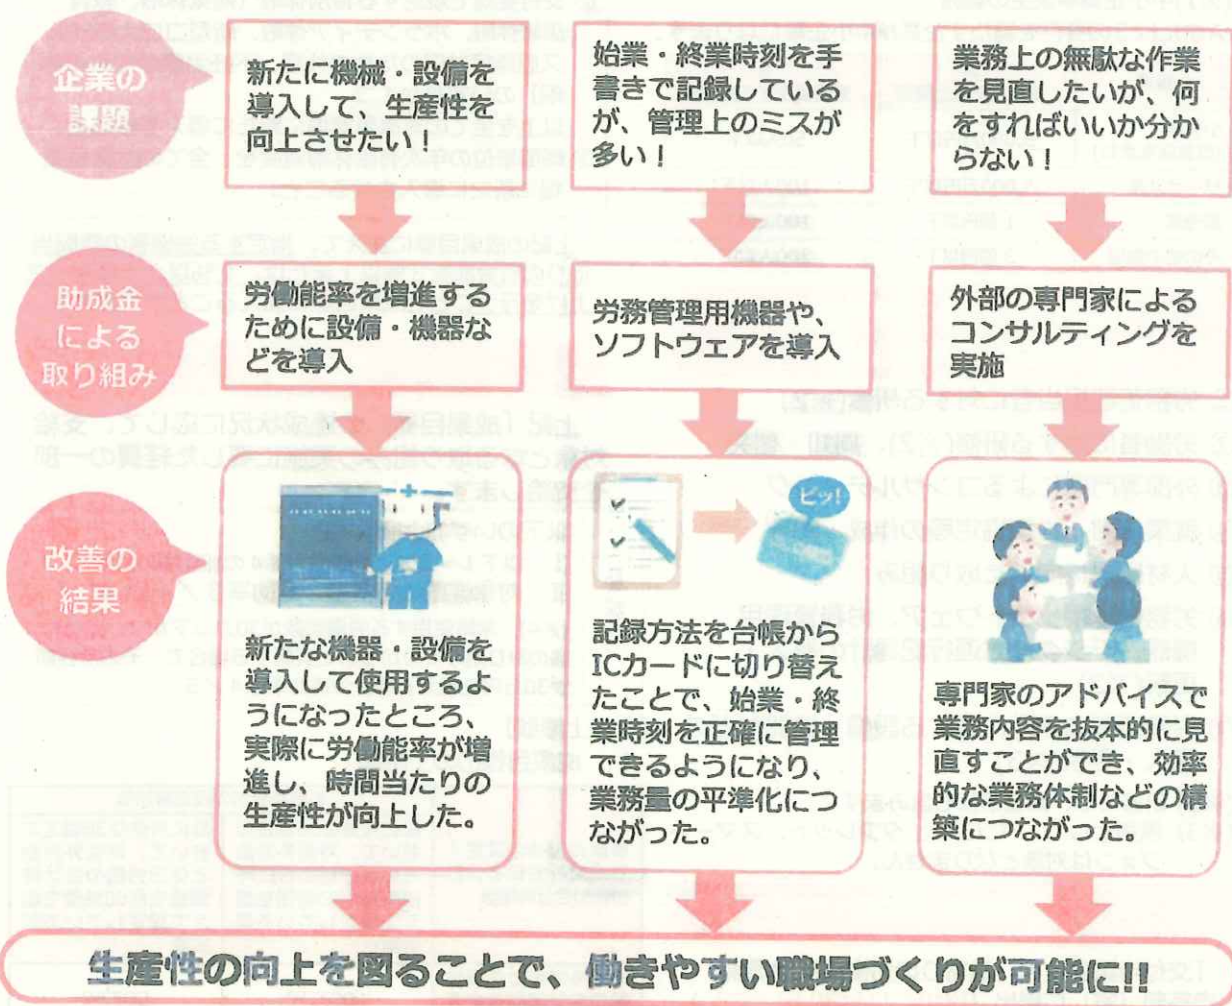 企業の
課題
新たに機械・設備を
導入して、生産性を
向上させたい！
始業・終業時刻を手
書きで記録している
が、管理上のミスが
多い！
業務上の無駄な作業
を見直したいが、何
をすればいいか分か
らない！
助成金
による
取り組み
労働能率を増進する
ために設備・機器な
どを導入
労務管理用機器や、
ソフトウェアを導入
外部の専門家による
コンサルティングを
実施
改善の
結果
新たな機器・設備を
導入して使用するよ
うになったところ、
実際に労働能率が増
進し、時間当たりの
生産性が向上した。
ピッ!
記録方法を台帳から
ICカードに切り替え
たことで、始業・終
業時刻を正確に管理
できるようになり、
業務量の平準化につ
ながった。
専門家のアドバイスで
業務内容を抜本的に見
直すことができ、効率
的な業務体制などの構
築につながった。
生産性の向上を図ることで、働きやすい職場づくりが可能に!!